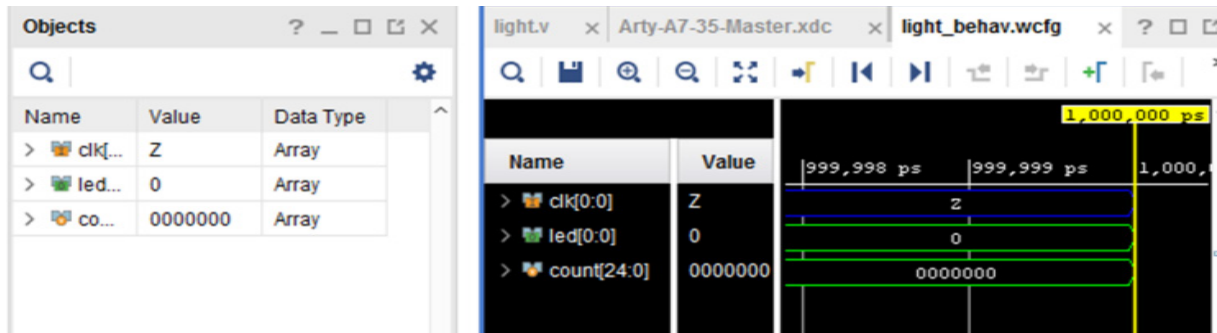 Objects
Name Value Data Type
clk[... Z Array
led... 0 Array
co... 0000000 Array
light.v Arty-A7-35-Master.xdc light_behav.wcfg
1,000,000 ps
Name Value 999,998 ps 999,999 ps 1,000,
clk[0:0] Z Z
led[0:0] 0 0
count[24:0] 0000000 0000000